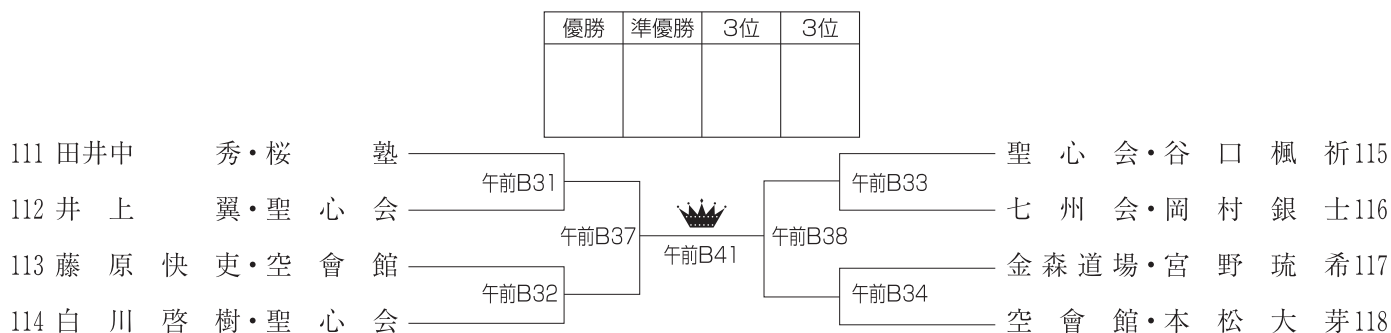 優勝 準優勝 3位 3位
111 田井中 秀・桜 塾
112 井上 翼・聖心会
113 藤原快吏・空會館
114 白川啓樹・聖心会
午前B31
午前B32
午前B37
午前B41
午前B38
午前B33
午前B34
聖心会・谷口楓祈 115
七州会・岡村銀士 116
金森道場・宮野琉希 117
空會館・本松大芽 118